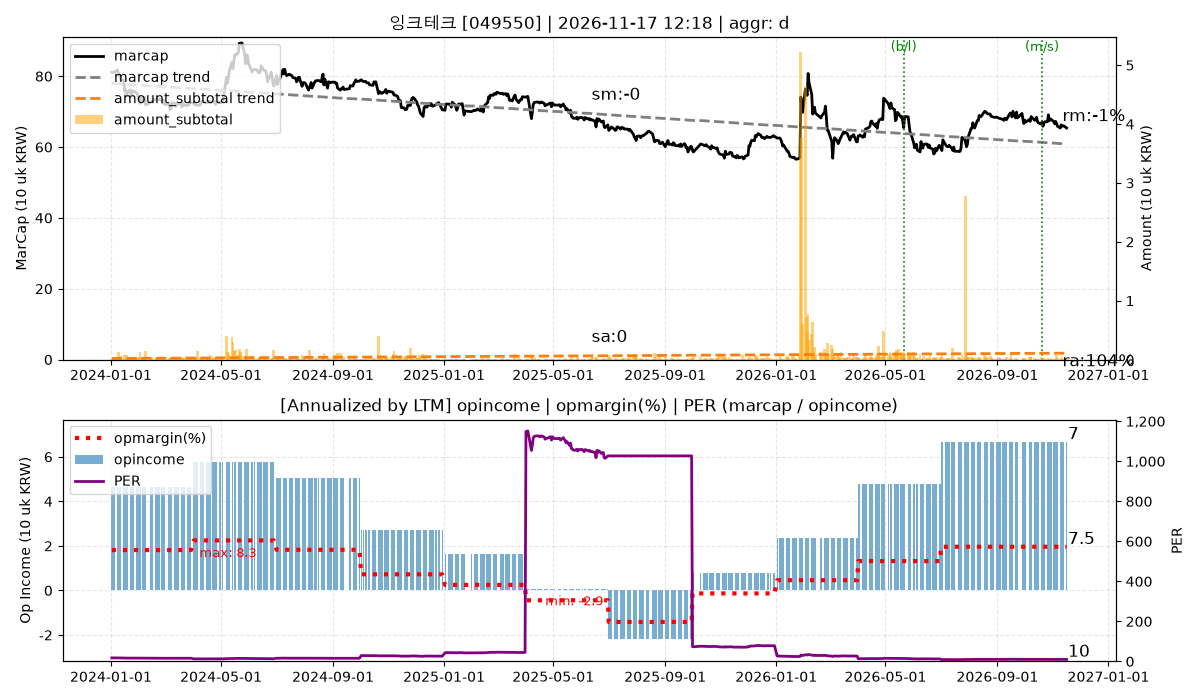 잉크테크 [049550] | 2026-11-17 12:18 | aggr: d
(b/l)
(m/s)
marcap
marcap trend
amount_subtotal trend
amount_subtotal
sm:-0
rm:-1%
sa:0
ra:104%
MarCap (10 uk KRW)
80
60
40
20
0
Amount (10 uk KRW)
5
4
3
2
1
0
2024-01-01
2024-05-01
2024-09-01
2025-01-01
2025-05-01
2025-09-01
2026-01-01
2026-05-01
2026-09-01
2027-01-01
[Annualized by LTM] opincome | opmargin(%) | PER (marcap / opincome)
opmargin(%)
opincome
PER
max: 8.3
min: -2.9
7
7.5
10
Op Income (10 uk KRW)
6
4
2
0
-2
PER
1,200
1,000
800
600
400
200
0
2024-01-01
2024-05-01
2024-09-01
2025-01-01
2025-05-01
2025-09-01
2026-01-01
2026-05-01
2026-09-01
2027-01-01